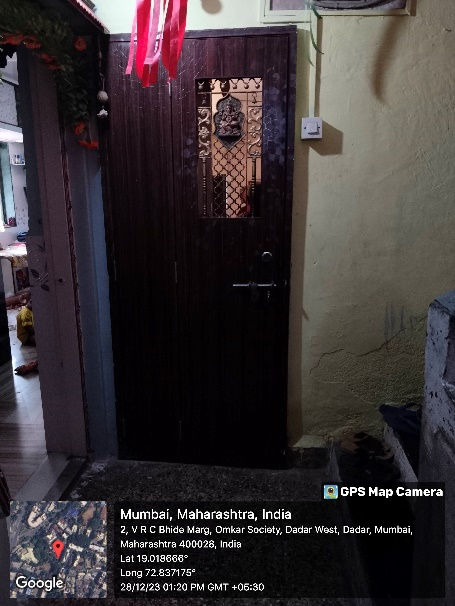 GPS Map Camera
Mumbai, Maharashtra, India
2, V R C Bhide Marg, Omkar Society, Dadar West, Dadar, Mumbai,
Maharashtra 400028, India
Lat 19.018666°
Long 72.837175°
28/12/23 01:20 PM GMT +05:30
Google